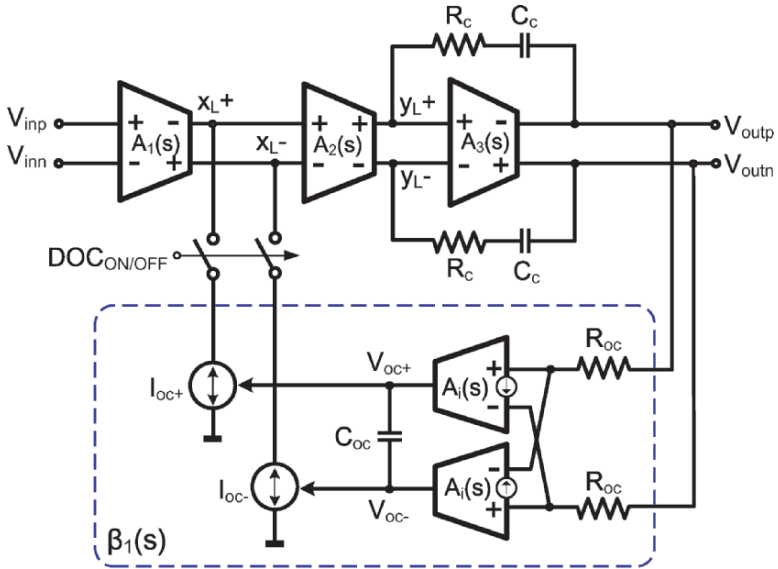 Rc Cc
Vinp + − xL+ + + yL+ + − Voutp
A1(s) A2(s) A3(s)
Vinn − + xL- − − yL- − + Voutn
DOCON/OFF
Rc Cc
Roc
Voc+ + Ai(s) −
Ioc+
Coc
− Ai(s) +
Roc
Ioc- Voc-
β1(s)